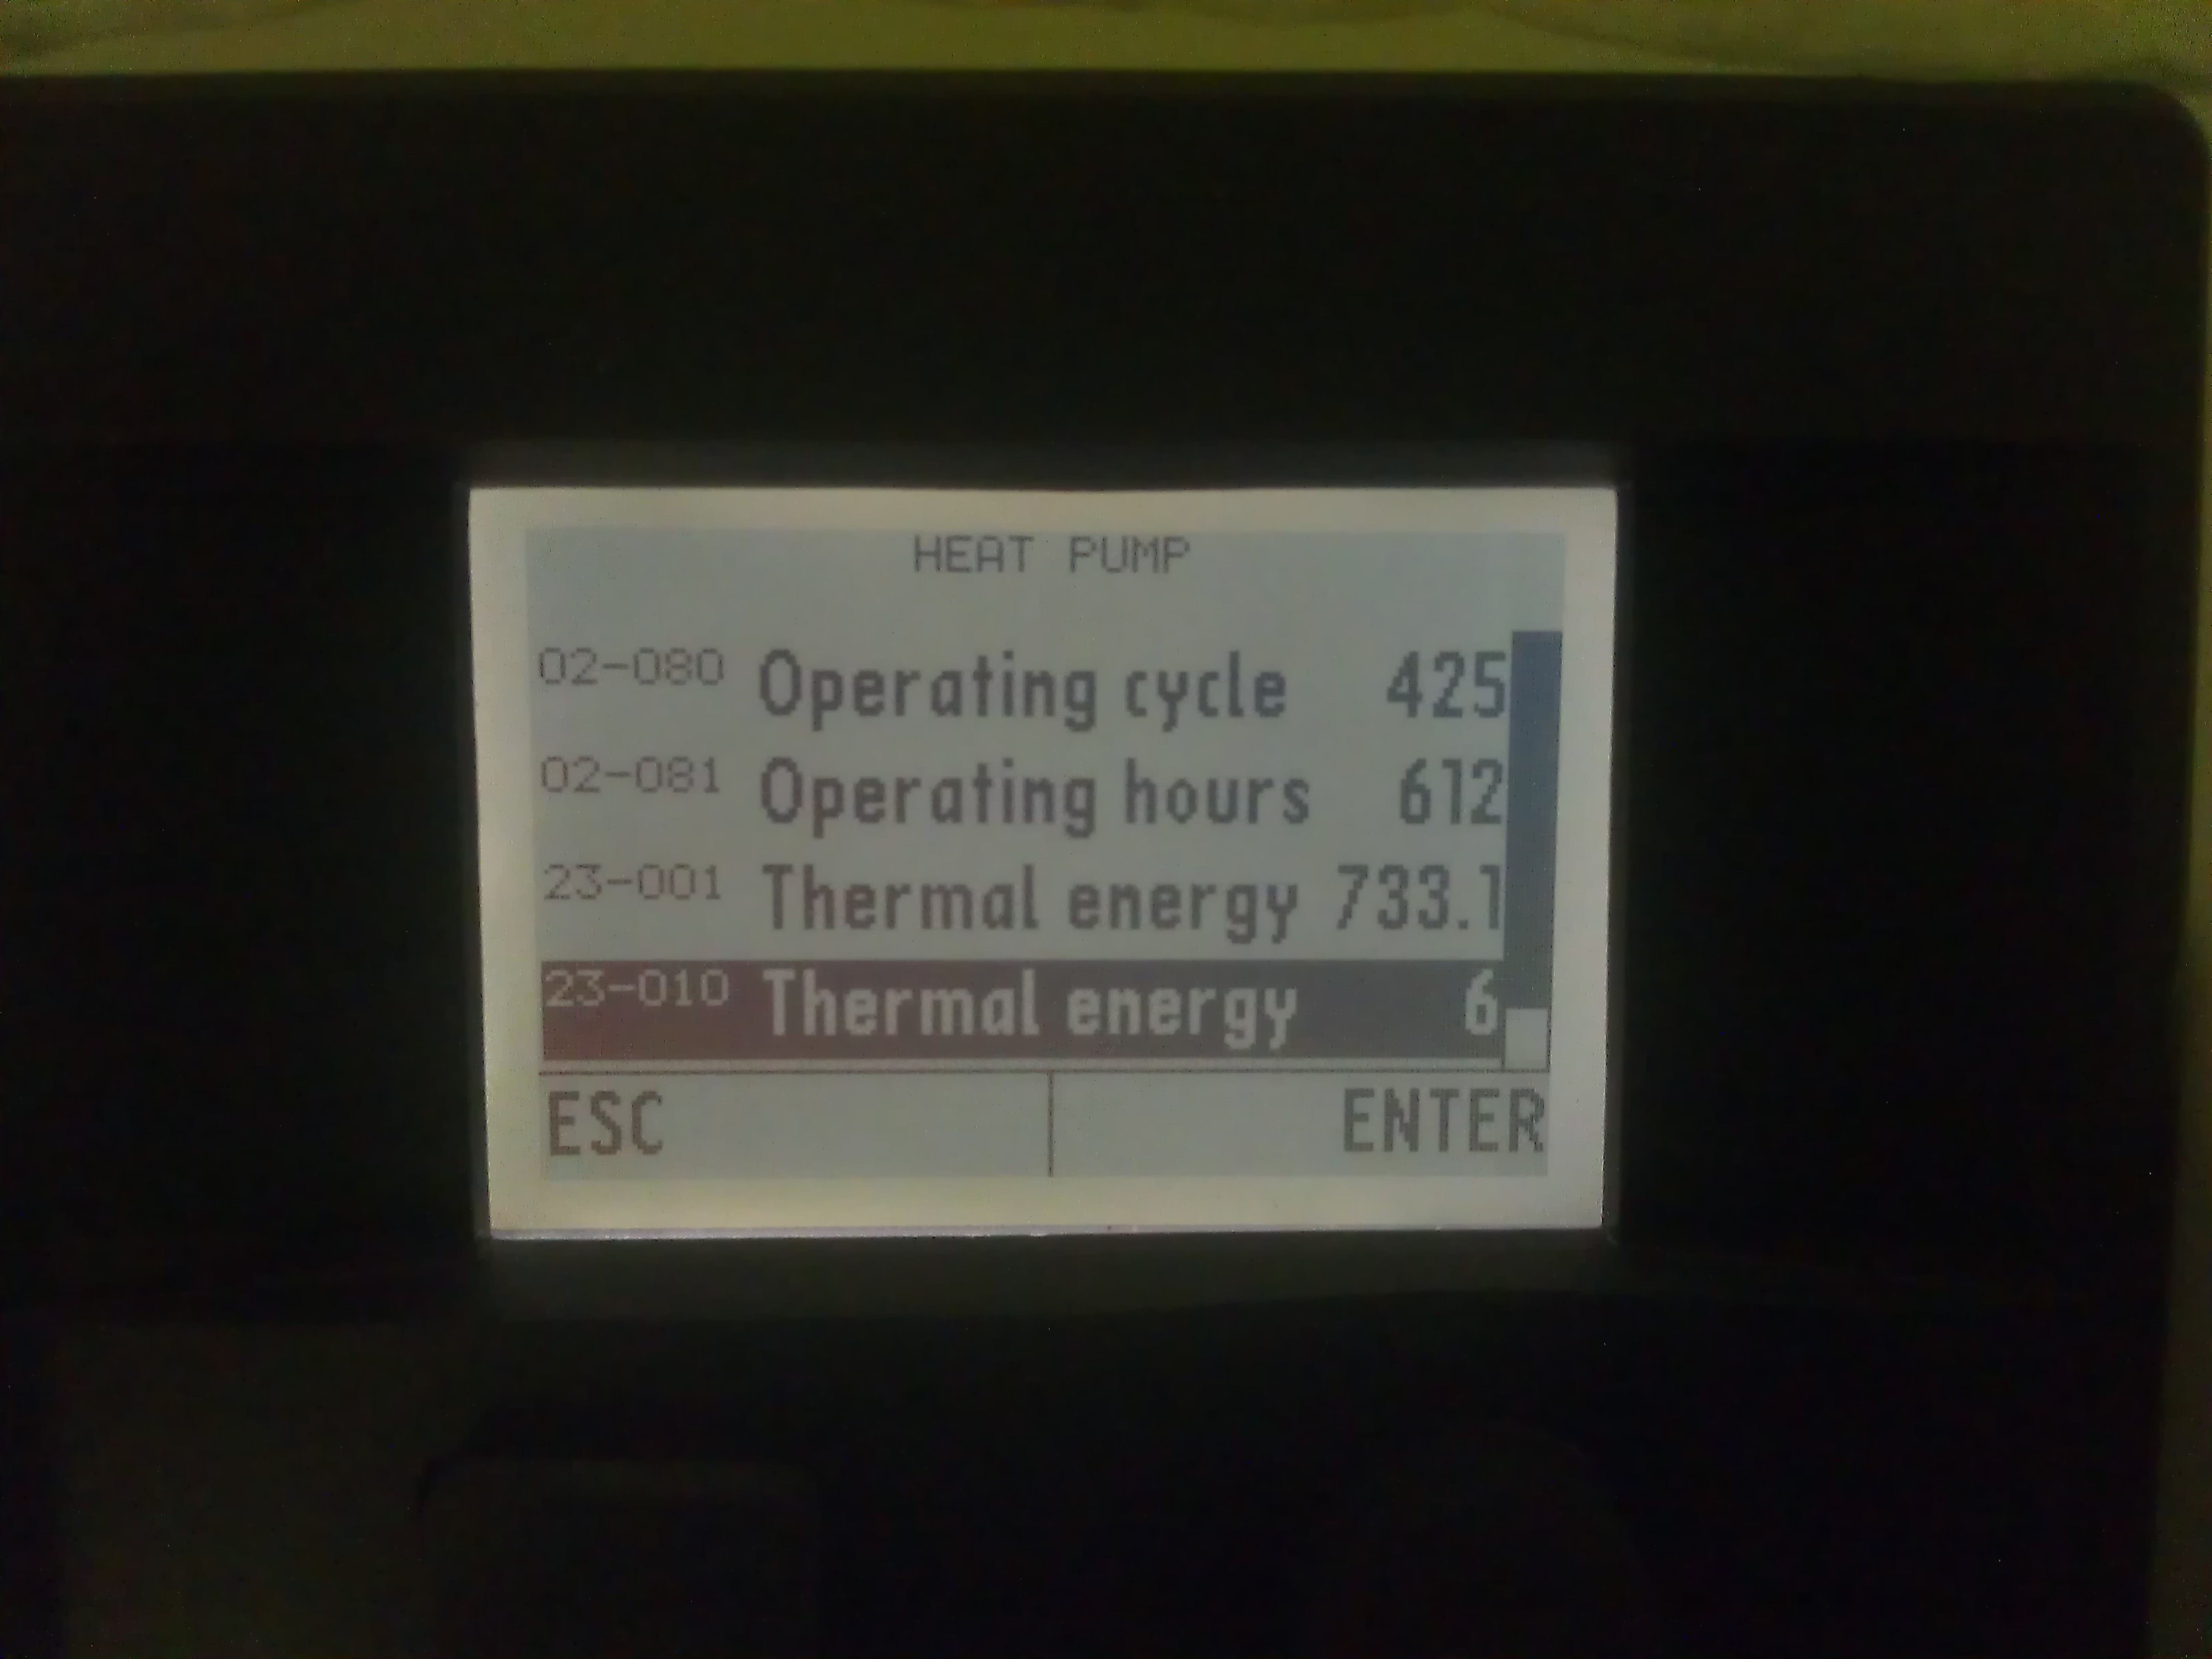 HEAT PUMP
02-080 Operating cycle 425
02-081 Operating hours 612
23-001 Thermal energy 733.1
23-010 Thermal energy 6
ESC ENTER